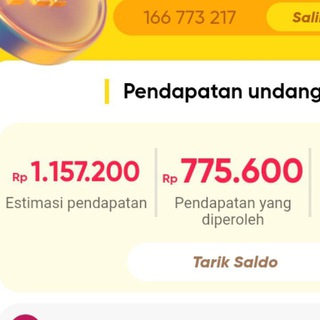 166 773 217
Sali
Pendapatan undang
Rp 1.157.200
Rp 775.600
Estimasi pendapatan
Pendapatan yang
diperoleh
Tarik Saldo